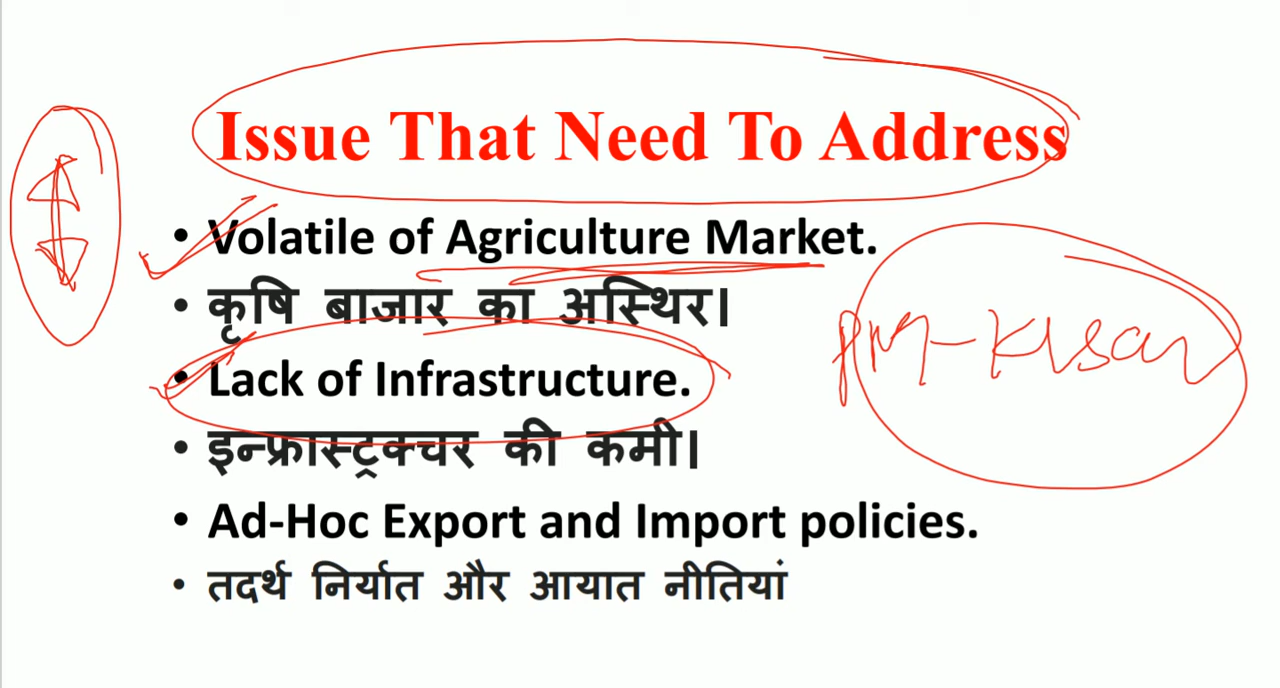 Issue That Need To Address
• Volatile of Agriculture Market.
• कृषि बाजार का अस्थिर।
• Lack of Infrastructure.
• इन्फ्रास्ट्रक्चर की कमी।
• Ad-Hoc Export and Import policies.
• तदर्थ निर्यात और आयात नीतियां
PM-Kisan